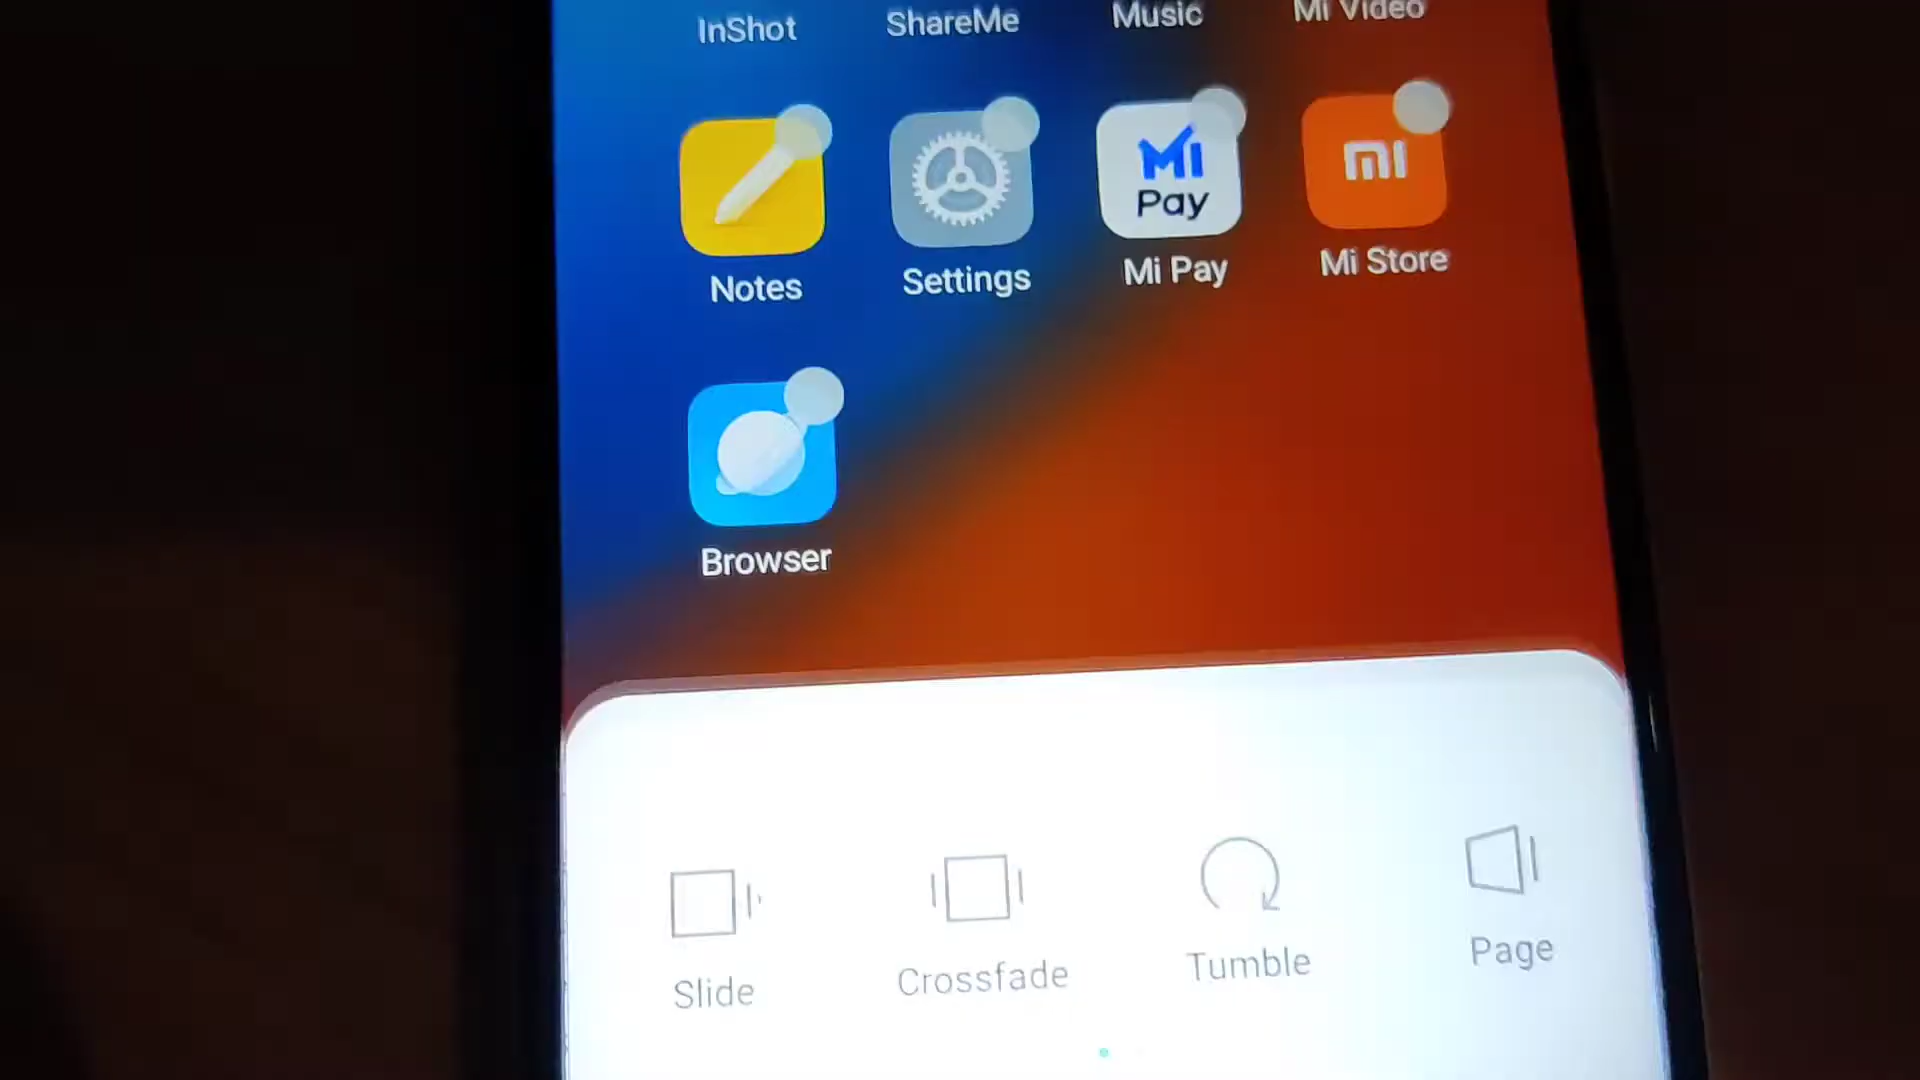 InShot ShareMe Music Mi Video
Mi
Pay
mi
Notes Settings Mi Pay Mi Store
Browser
Slide Crossfade Tumble Page